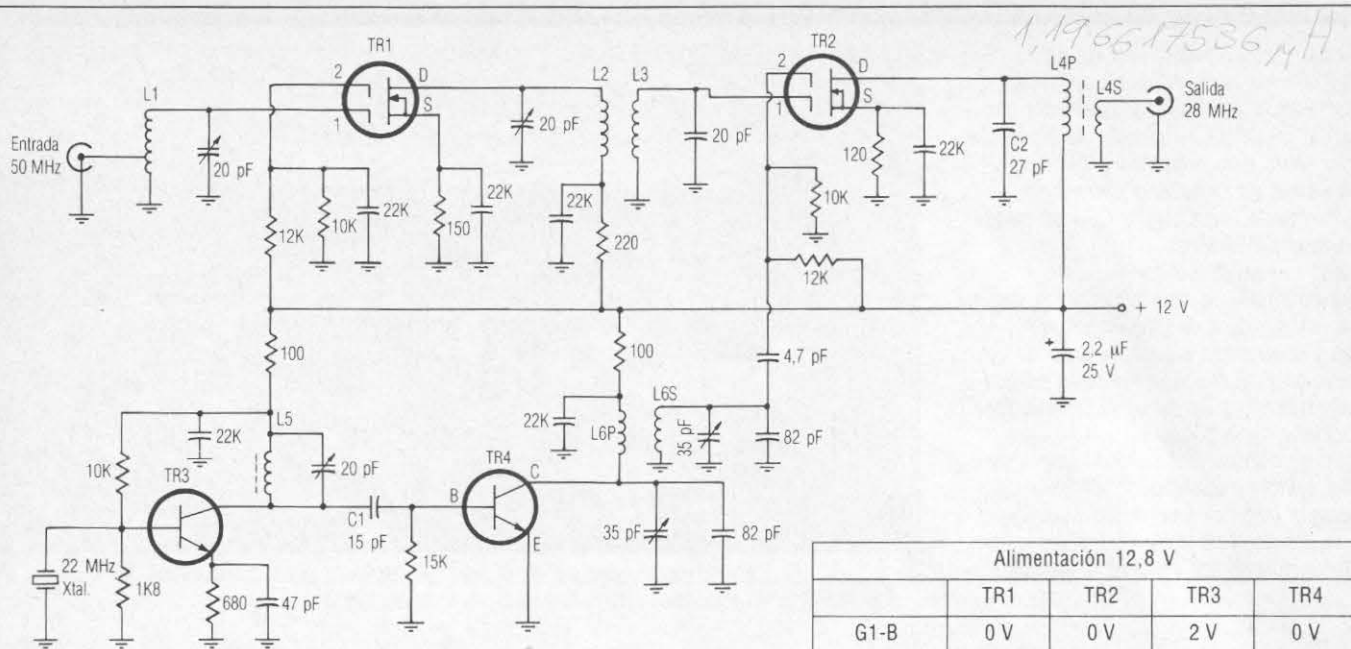 1,196617536 μH
TR1
2
D
S
1
L1
Entrada
50 MHz
20 pF
12K
10K
22K
150
22K
20 pF
L2
L3
22K
220
20 pF
TR2
2
D
S
1
120
22K
10K
12K
C2
27 pF
L4P
L4S
Salida
28 MHz
+ 12 V
+
2,2 μF
25 V
100
L5
22K
20 pF
10K
TR3
22 MHz
Xtal.
1K8
680
47 pF
C1
15 pF
15K
TR4
B
C
E
100
22K
L6P
L6S
35 pF
4,7 pF
82 pF
35 pF
82 pF
Alimentación 12,8 V
TR1 TR2 TR3 TR4
G1-B 0 V 0 V 2 V 0 V